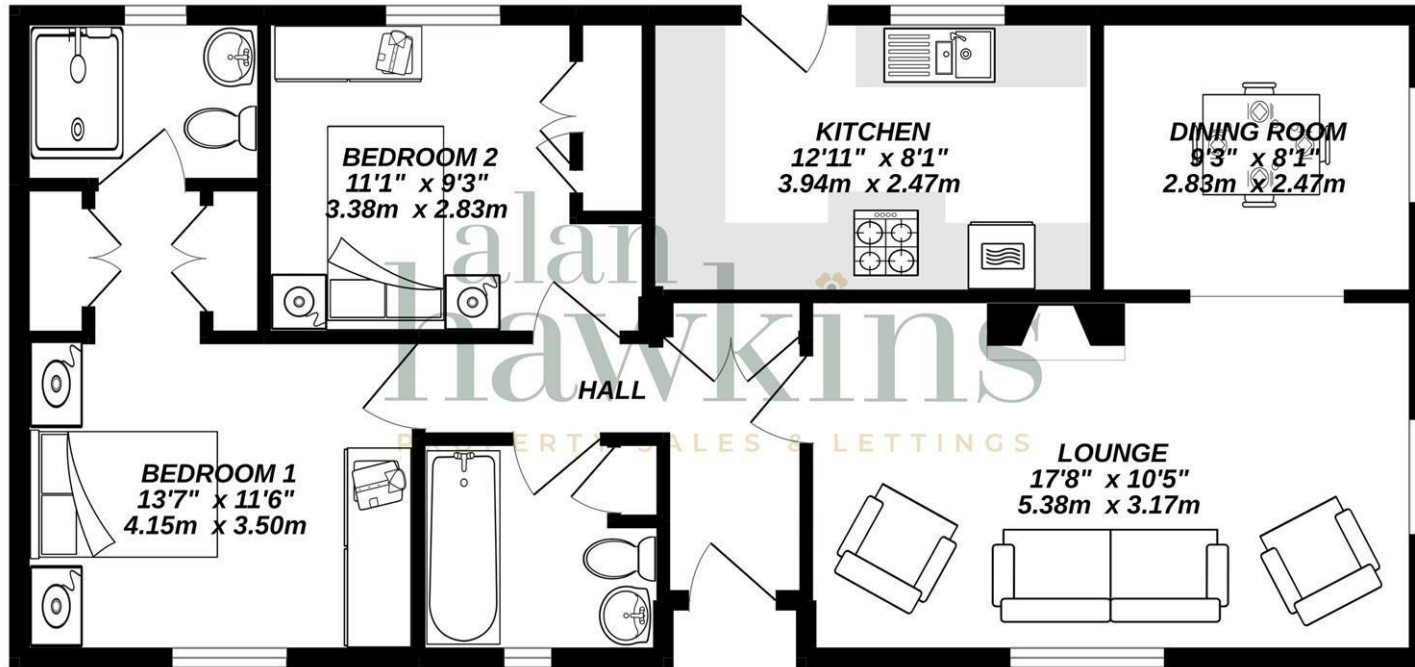 BEDROOM 2
11'1" x 9'3"
3.38m x 2.83m
KITCHEN
12'11" x 8'1"
3.94m x 2.47m
DINING ROOM
9'3" x 8'1"
2.83m x 2.47m
alan
hawkins
PROPERTY SALES & LETTINGS
HALL
BEDROOM 1
13'7" x 11'6"
4.15m x 3.50m
LOUNGE
17'8" x 10'5"
5.38m x 3.17m